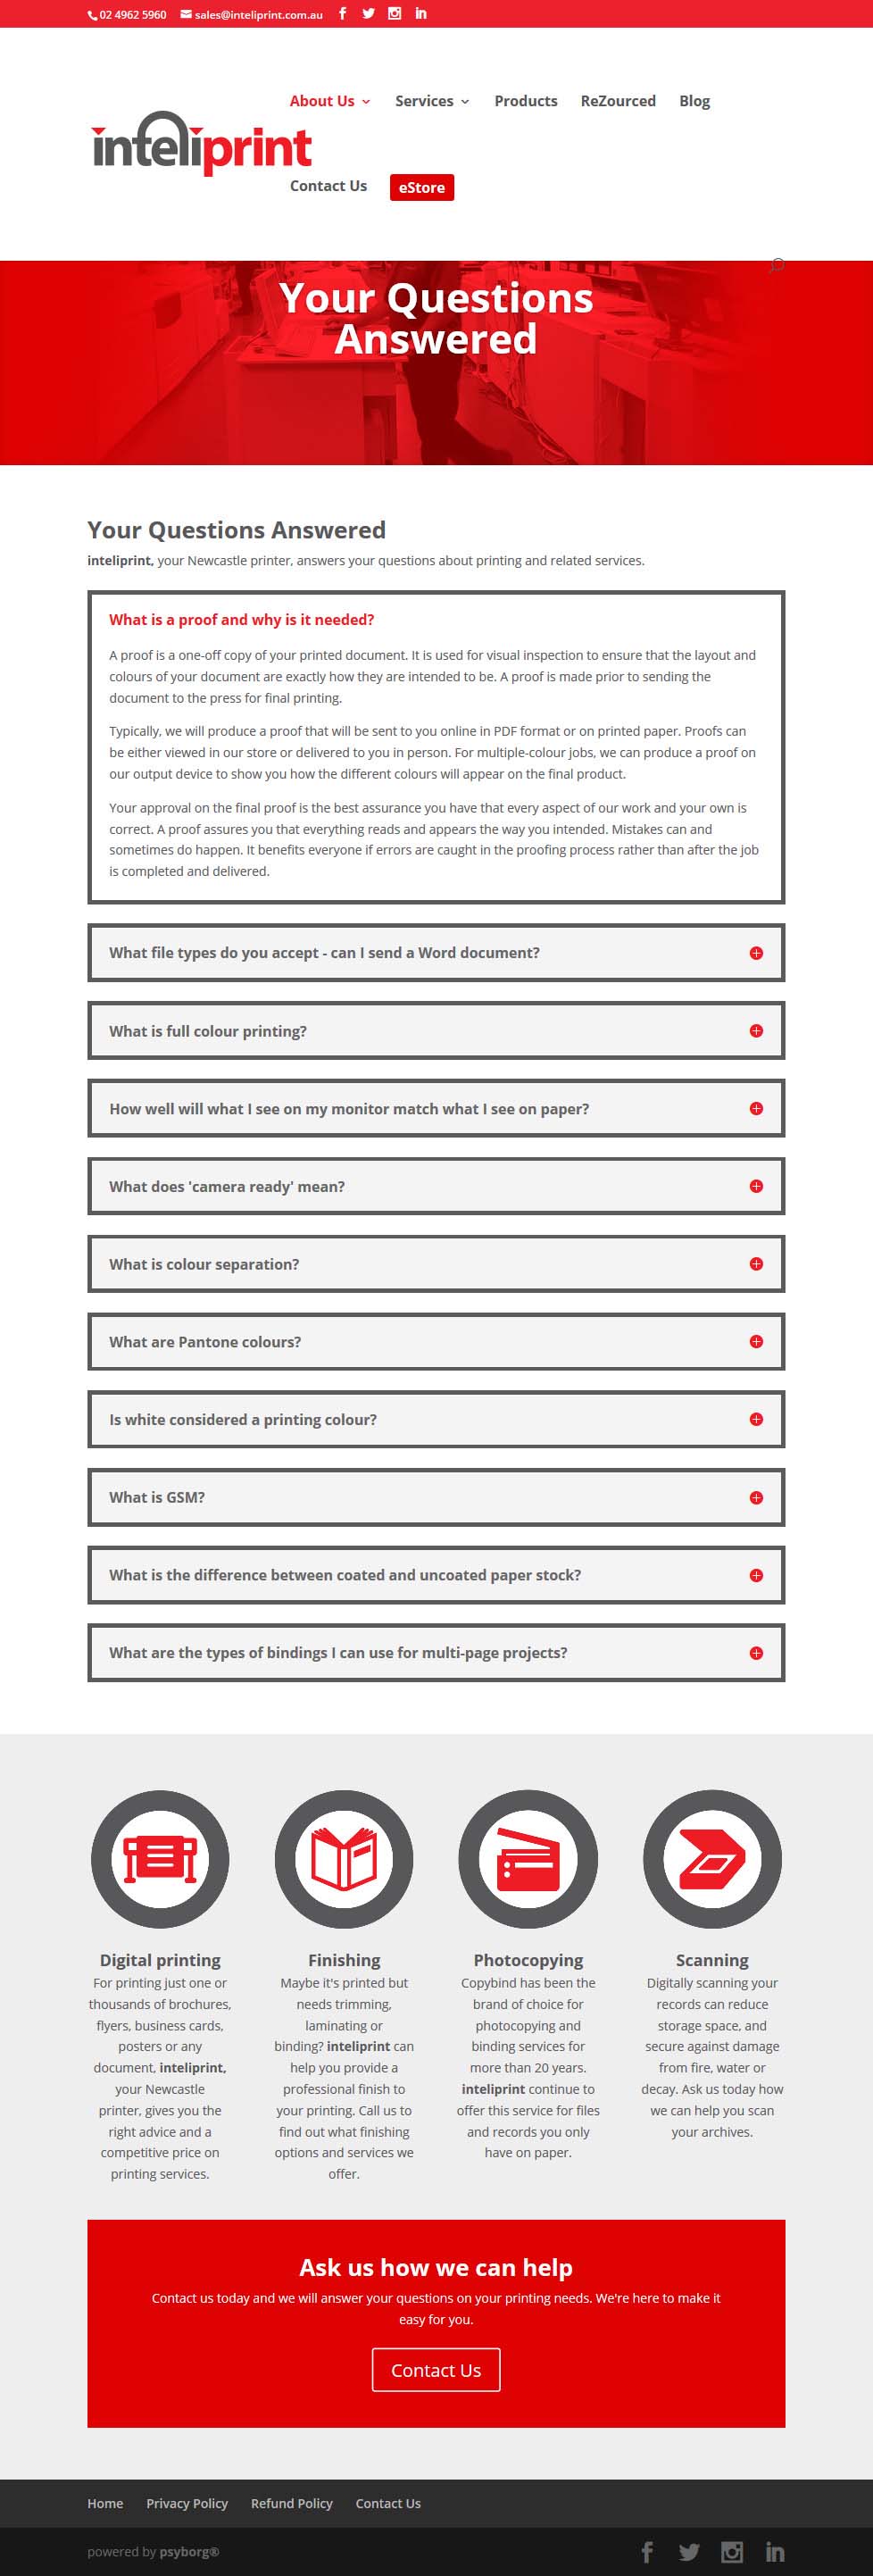 02 4962 5960 sales@inteliprint.com.au
About Us Services Products ReZourced Blog
inteliprint
Contact Us eStore
Your Questions
Answered
Your Questions Answered
inteliprint, your Newcastle printer, answers your questions about printing and related services.
What is a proof and why is it needed?
A proof is a one-off copy of your printed document. It is used for visual inspection to ensure that the layout and
colours of your document are exactly how they are intended to be. A proof is made prior to sending the
document to the press for final printing.
Typically, we will produce a proof that will be sent to you online in PDF format or on printed paper. Proofs can
be either viewed in our store or delivered to you in person. For multiple-colour jobs, we can produce a proof on
our output device to show you how the different colours will appear on the final product.
Your approval on the final proof is the best assurance you have that every aspect of our work and your own is
correct. A proof assures you that everything reads and appears the way you intended. Mistakes can and
sometimes do happen. It benefits everyone if errors are caught in the proofing process rather than after the job
is completed and delivered.
What file types do you accept - can I send a Word document?
What is full colour printing?
How well will what I see on my monitor match what I see on paper?
What does 'camera ready' mean?
What is colour separation?
What are Pantone colours?
Is white considered a printing colour?
What is GSM?
What is the difference between coated and uncoated paper stock?
What are the types of bindings I can use for multi-page projects?
Digital printing
For printing just one or
thousands of brochures,
flyers, business cards,
posters or any
document, inteliprint,
your Newcastle
printer, gives you the
right advice and a
competitive price on
printing services.
Finishing
Maybe it's printed but
needs trimming,
laminating or
binding? inteliprint can
help you provide a
professional finish to
your printing. Call us to
find out what finishing
options and services we
offer.
Photocopying
Copybind has been the
brand of choice for
photocopying and
binding services for
more than 20 years.
inteliprint continue to
offer this service for files
and records you only
have on paper.
Scanning
Digitally scanning your
records can reduce
storage space, and
secure against damage
from fire, water or
decay. Ask us today how
we can help you scan
your archives.
Ask us how we can help
Contact us today and we will answer your questions on your printing needs. We're here to make it
easy for you.
Contact Us
Home Privacy Policy Refund Policy Contact Us
powered by psyborg®